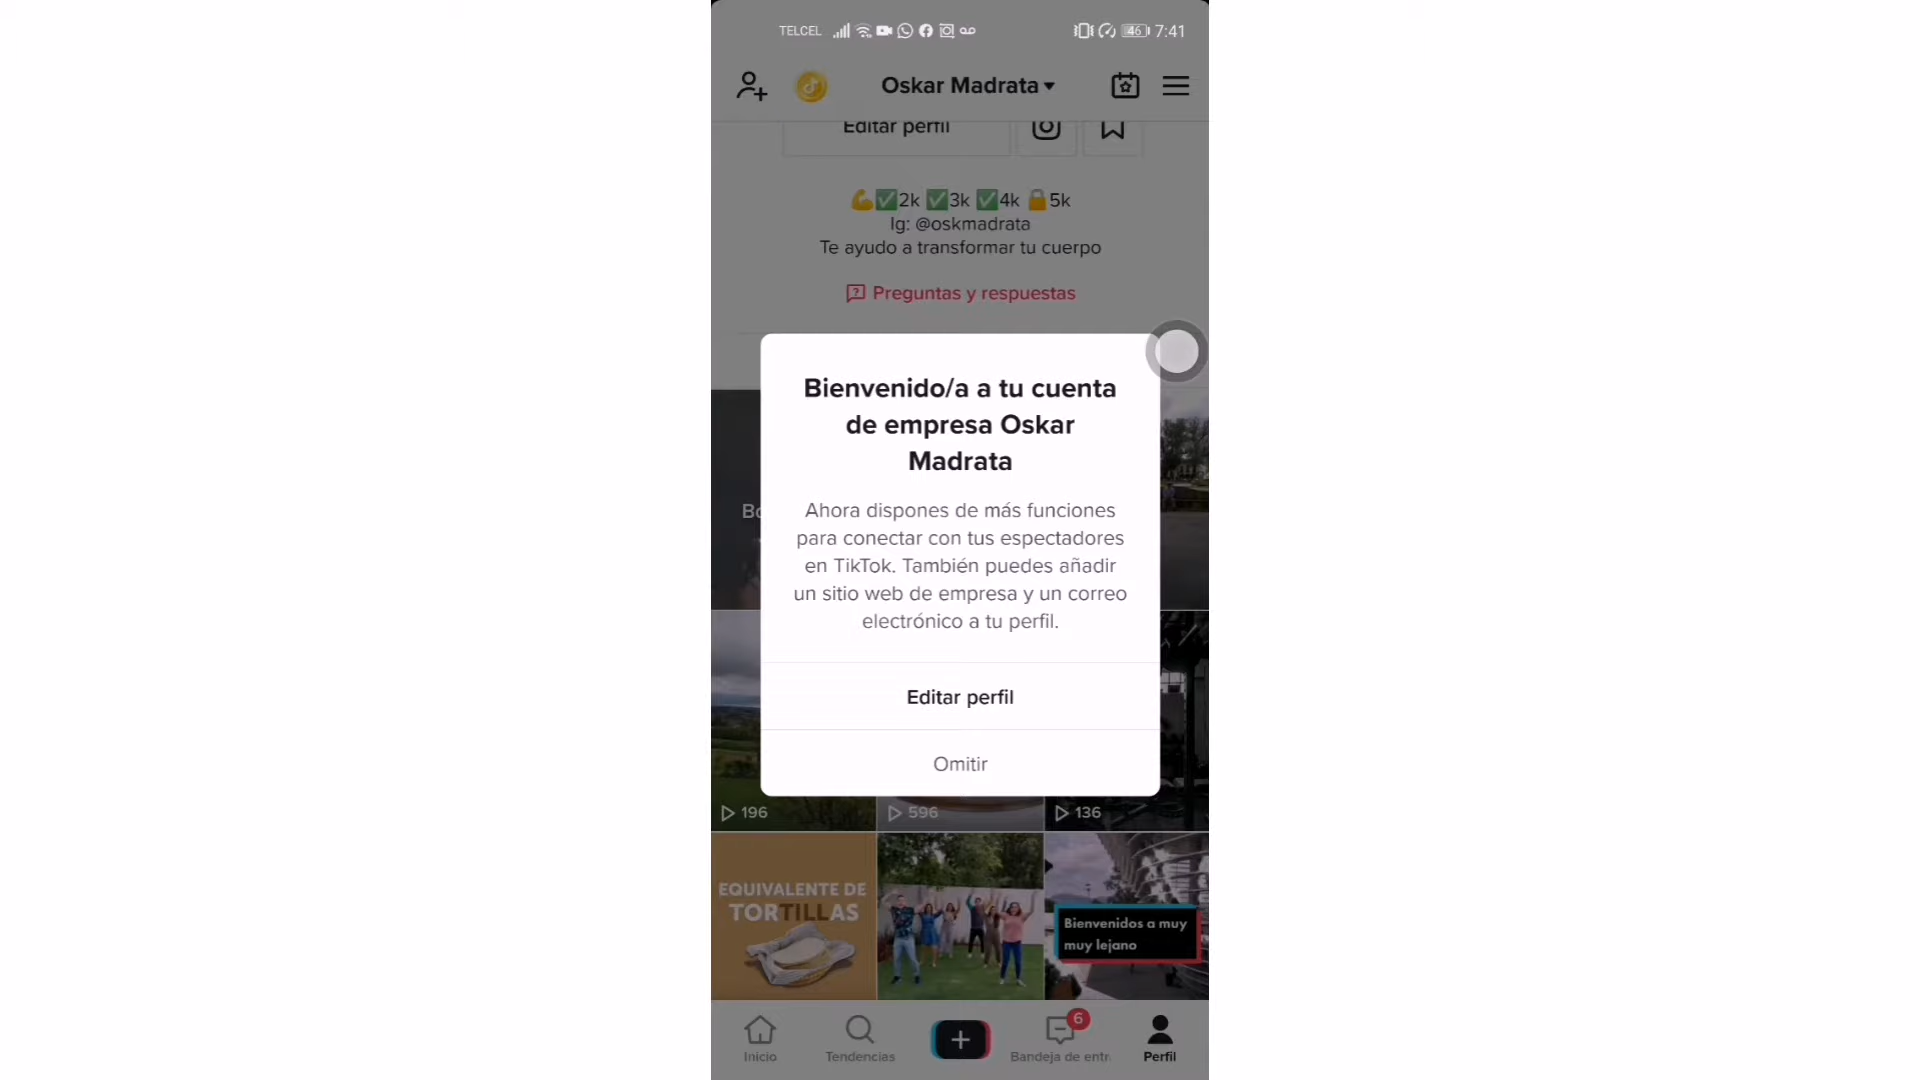 TELCEL 46 7:41
Oskar Madrata
Editar perfil
💪✅2k ✅3k ✅4k 🔒5k
Ig: @oskmadrata
Te ayudo a transformar tu cuerpo
Preguntas y respuestas
Bienvenido/a a tu cuenta
de empresa Oskar
Madrata
Ahora dispones de más funciones
para conectar con tus espectadores
en TikTok. También puedes añadir
un sitio web de empresa y un correo
electrónico a tu perfil.
Editar perfil
Omitir
196 596 136
EQUIVALENTE DE
TORTILLAS
Bienvenidos a muy
muy lejano
6
Inicio Tendencias Bandeja de entr Perfil